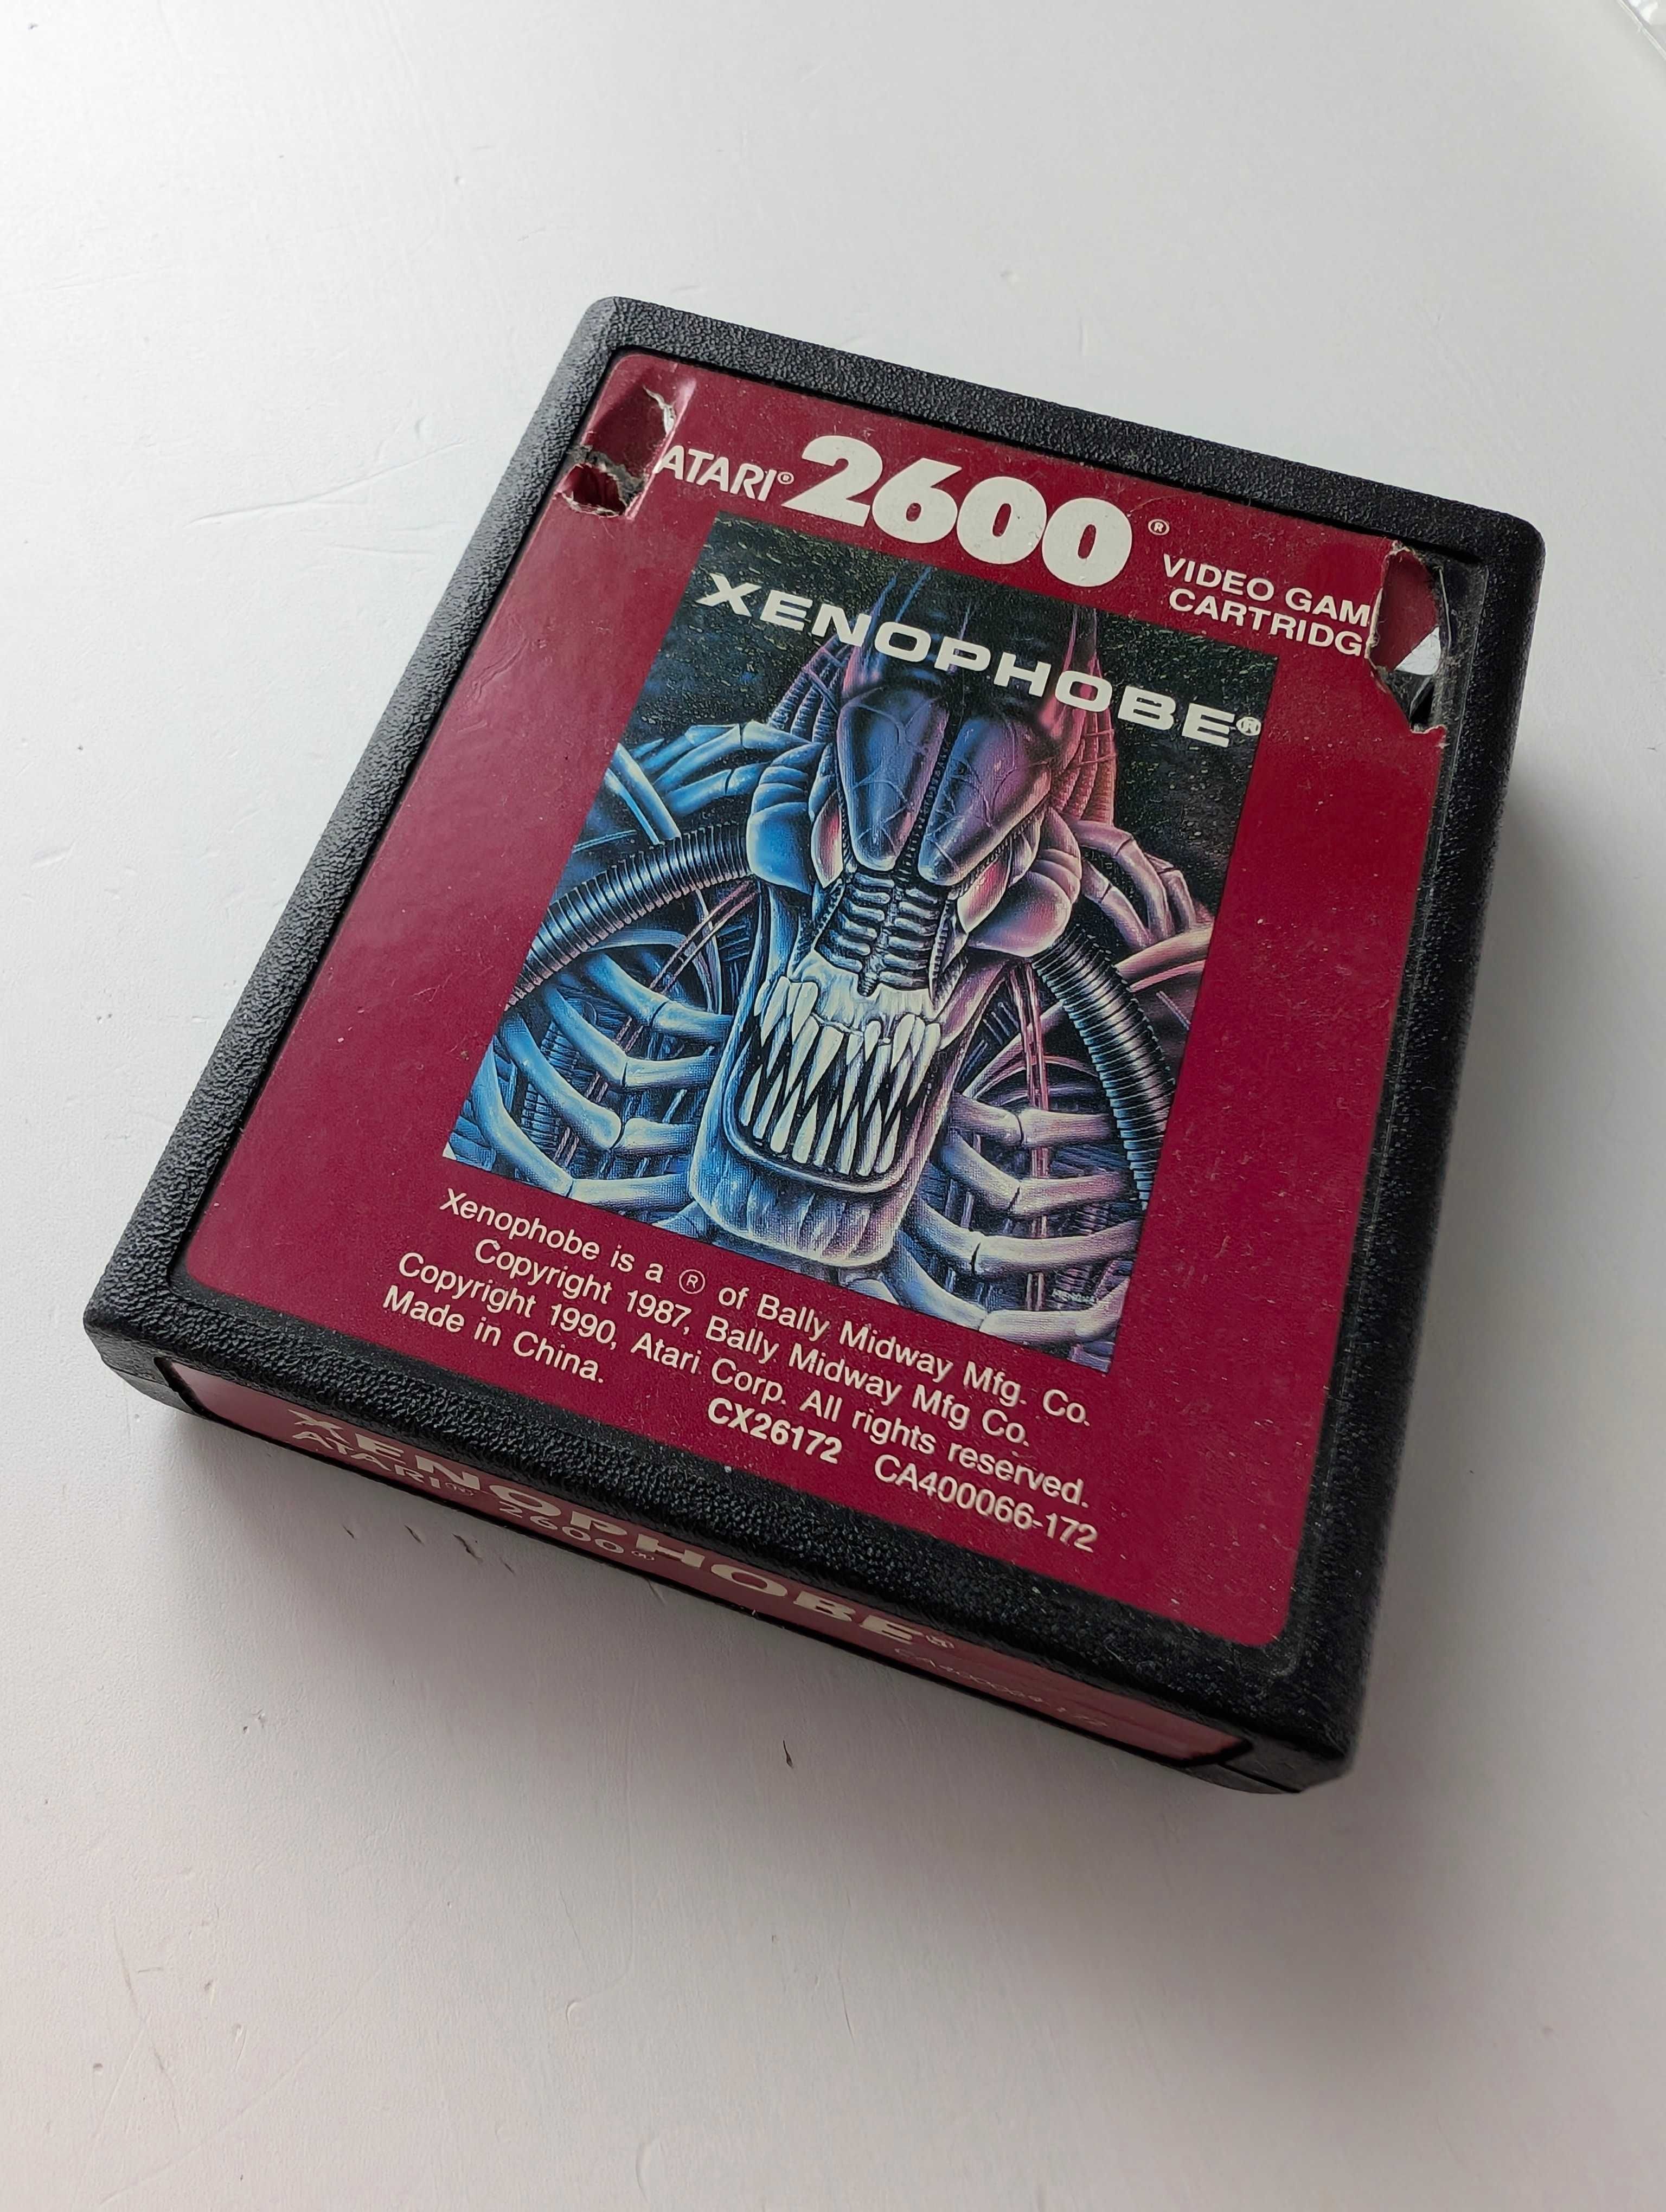 ATARI® 2600®
VIDEO GAM
CARTRIDG
XENOPHOBE®
Xenophobe is a ® of Bally Midway Mfg. Co.
Copyright 1987, Bally Midway Mfg Co.
Copyright 1990, Atari Corp. All rights reserved.
Made in China.
CX26172 CA400066-172
XENOPHOBE®
ATARI® 2600®